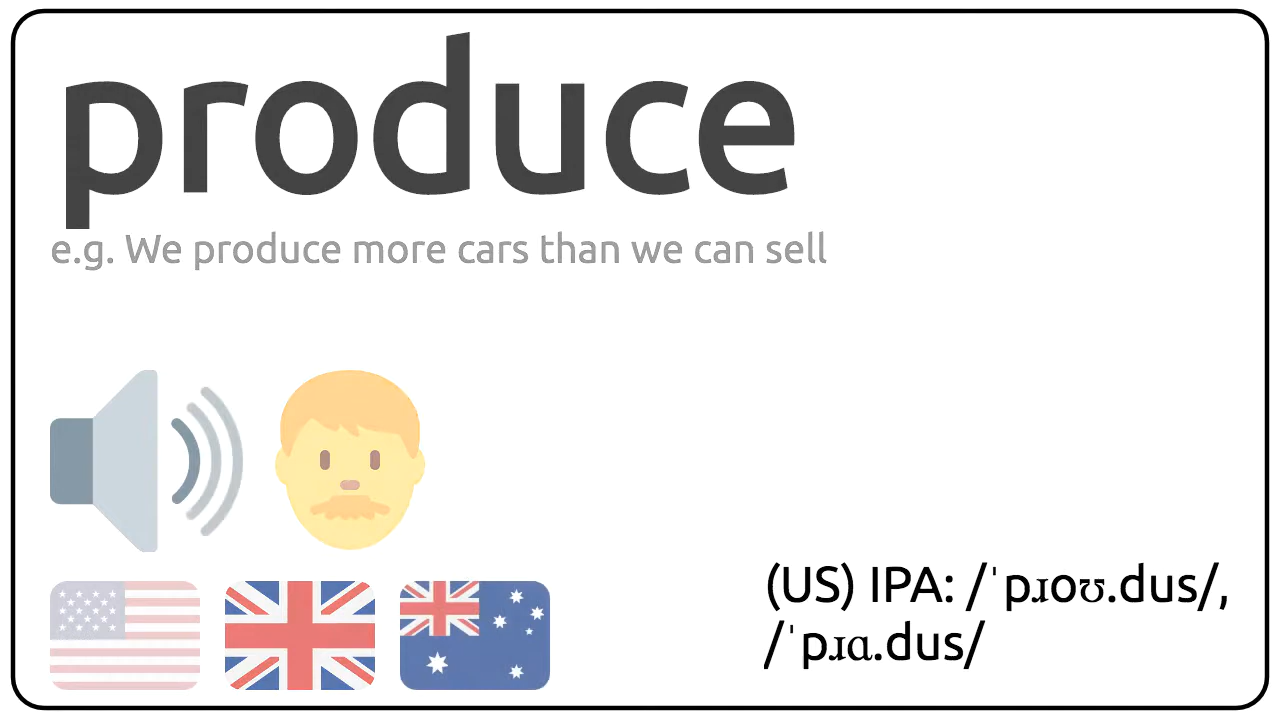 produce
e.g. We produce more cars than we can sell
(US) IPA: /ˈpɹoʊ.dus/,
/ˈpɹɑ.dus/